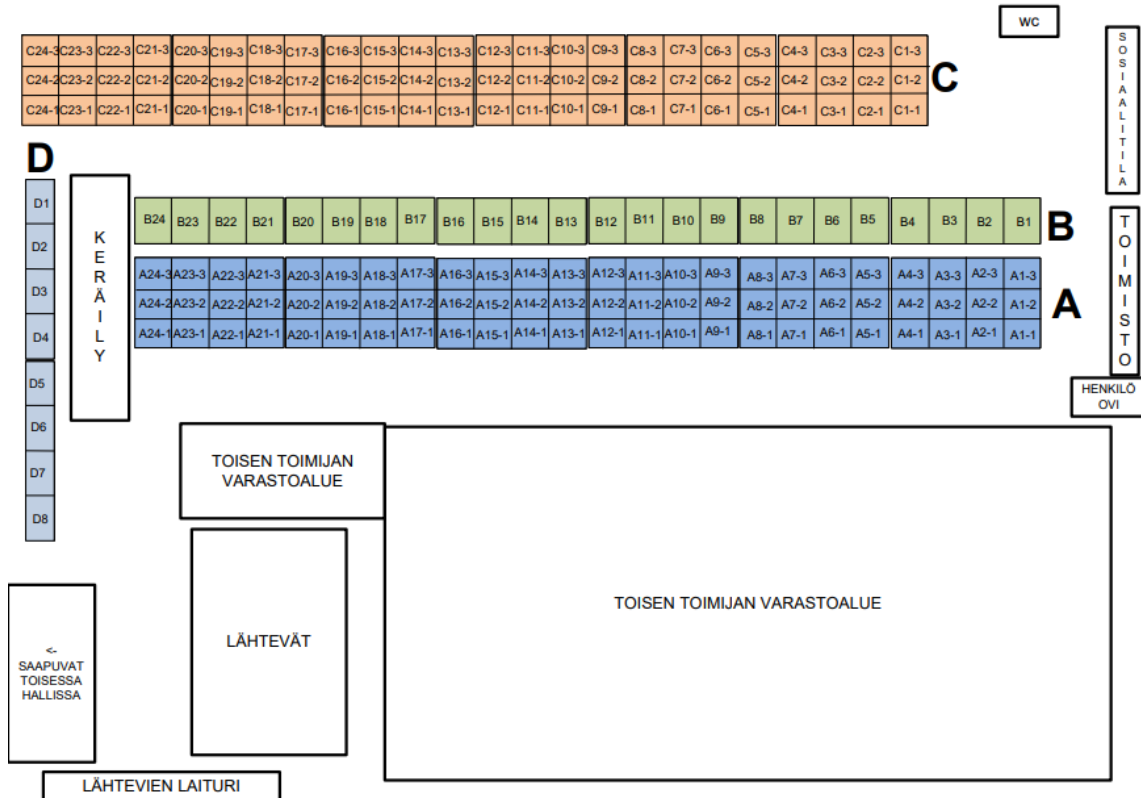 WC
C24-3 C23-3 C22-3 C21-3 C20-3 C19-3 C18-3 C17-3 C16-3 C15-3 C14-3 C13-3 C12-3 C11-3 C10-3 C9-3 C8-3 C7-3 C6-3 C5-3 C4-3 C3-3 C2-3 C1-3
C24-2 C23-2 C22-2 C21-2 C20-2 C19-2 C18-2 C17-2 C16-2 C15-2 C14-2 C13-2 C12-2 C11-2 C10-2 C9-2 C8-2 C7-2 C6-2 C5-2 C4-2 C3-2 C2-2 C1-2
C24-1 C23-1 C22-1 C21-1 C20-1 C19-1 C18-1 C17-1 C16-1 C15-1 C14-1 C13-1 C12-1 C11-1 C10-1 C9-1 C8-1 C7-1 C6-1 C5-1 C4-1 C3-1 C2-1 C1-1
C
SOSIAALITILA
D
D1
D2
D3
D4
D5
D6
D7
D8
KERÄILY
B24 B23 B22 B21 B20 B19 B18 B17 B16 B15 B14 B13 B12 B11 B10 B9 B8 B7 B6 B5 B4 B3 B2 B1
B
A24-3 A23-3 A22-3 A21-3 A20-3 A19-3 A18-3 A17-3 A16-3 A15-3 A14-3 A13-3 A12-3 A11-3 A10-3 A9-3 A8-3 A7-3 A6-3 A5-3 A4-3 A3-3 A2-3 A1-3
A24-2 A23-2 A22-2 A21-2 A20-2 A19-2 A18-2 A17-2 A16-2 A15-2 A14-2 A13-2 A12-2 A11-2 A10-2 A9-2 A8-2 A7-2 A6-2 A5-2 A4-2 A3-2 A2-2 A1-2
A24-1 A23-1 A22-1 A21-1 A20-1 A19-1 A18-1 A17-1 A16-1 A15-1 A14-1 A13-1 A12-1 A11-1 A10-1 A9-1 A8-1 A7-1 A6-1 A5-1 A4-1 A3-1 A2-1 A1-1
A
TOIMISTO
HENKILÖ
OVI
TOISEN TOIMIJAN
VARASTOALUE
TOISEN TOIMIJAN VARASTOALUE
LÄHTEVÄT
<-
SAAPUVAT
TOISESSA
HALLISSA
LÄHTEVIEN LAITURI